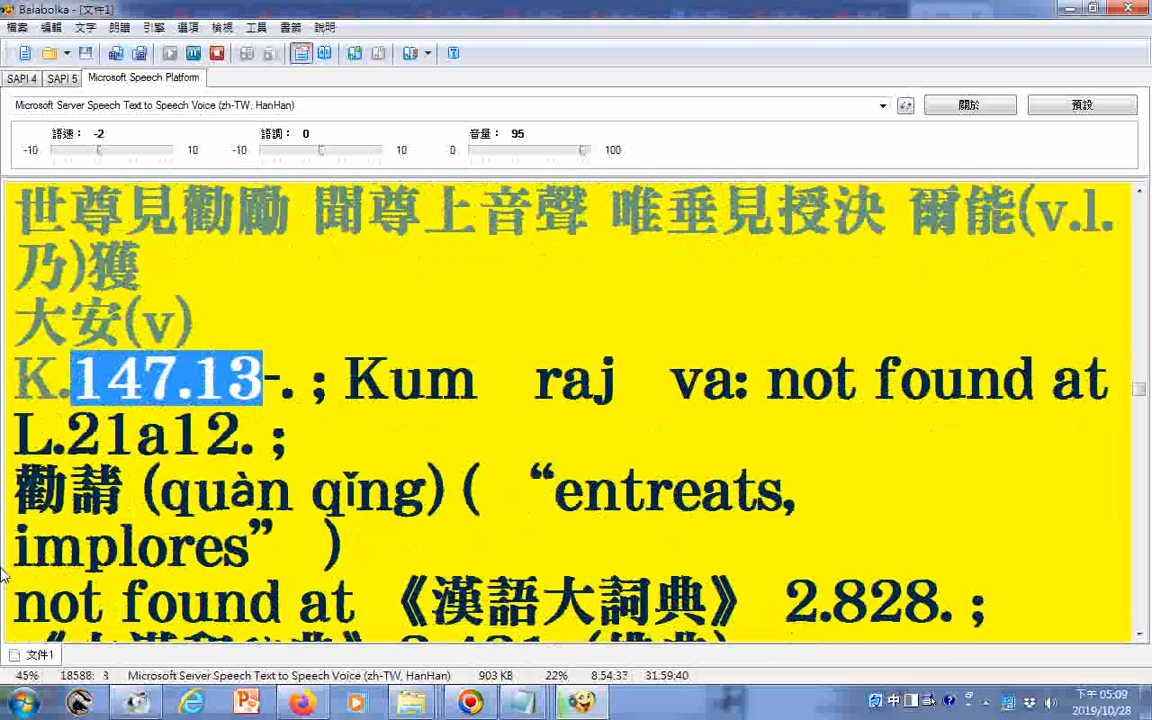 Balabolka - [文件1]
檔案 編輯 文字 朗讀 引擎 選項 檢視 工具 書籤 說明
SAPI 4 SAPI 5 Microsoft Speech Platform
Microsoft Server Speech Text to Speech Voice (zh-TW, HanHan) 關於 預設
語速： -2 語調： 0 音量： 95
-10 10 -10 10 0 100
世尊見勸勵 聞尊上音聲 唯垂見授決 爾能(v.l.
乃)獲
大安(v)
K.147.13-. ; Kum raj va: not found at
L.21a12. ;
勸請 (quàn qǐng) ( “entreats,
implores” )
not found at 《漢語大詞典》 2.828. ;
文件1
45% 18588: 3 Microsoft Server Speech Text to Speech Voice (zh-TW, HanHan) 903 KB 22% 8:54:37 31:59:40
中 下午 05:09
2019/10/28